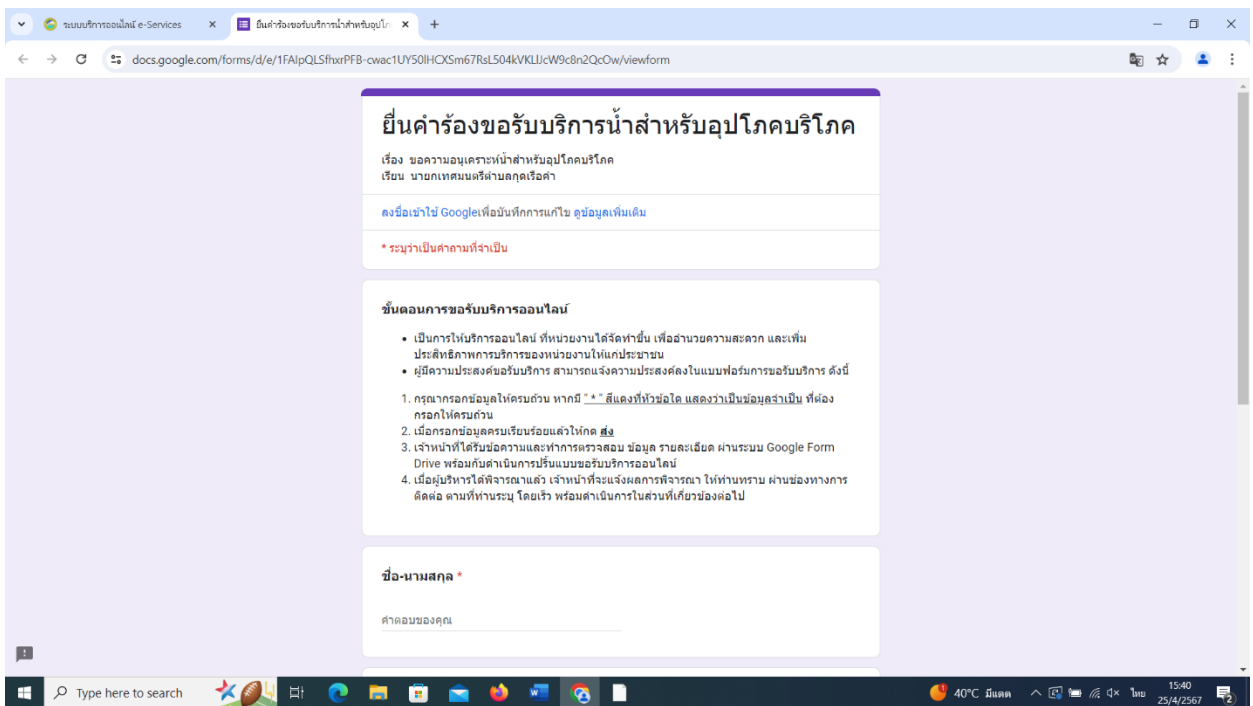 ระบบบริการออนไลน์ e-Services
ยื่นคำร้องขอรับบริการน้ำสำหรับอุปโภ
docs.google.com/forms/d/e/1FAIpQLSfhxrPFB-cwac1UY50lHCXSm67RsL504kVKLlJcW9c8n2QcOw/viewform
ยื่นคำร้องขอรับบริการน้ำสำหรับอุปโภคบริโภค
เรื่อง ขอความอนุเคราะห์น้ำสำหรับอุปโภคบริโภค
เรียน นายกเทศมนตรีตำบลกุดเรือคำ
ลงชื่อเข้าใช้ Googleเพื่อบันทึกการแก้ไข ดูข้อมูลเพิ่มเติม
* ระบุว่าเป็นคำถามที่จำเป็น
ขั้นตอนการขอรับบริการออนไลน์
• เป็นการให้บริการออนไลน์ ที่หน่วยงานได้จัดทำขึ้น เพื่ออำนวยความสะดวก และเพิ่ม
ประสิทธิภาพการบริการของหน่วยงานให้แก่ประชาชน
• ผู้มีความประสงค์ขอรับบริการ สามารถแจ้งความประสงค์ลงในแบบฟอร์มการขอรับบริการ ดังนี้
1. กรุณากรอกข้อมูลให้ครบถ้วน หากมี " * " สีแดงที่หัวข้อใด แสดงว่าเป็นข้อมูลจำเป็น ที่ต้อง
กรอกให้ครบถ้วน
2. เมื่อกรอกข้อมูลครบเรียบร้อยแล้วให้กด ส่ง
3. เจ้าหน้าที่ได้รับข้อความและทำการตรวจสอบ ข้อมูล รายละเอียด ผ่านระบบ Google Form
Drive พร้อมกับดำเนินการปริ้นแบบขอรับบริการออนไลน์
4. เมื่อผู้บริหารได้พิจารณาแล้ว เจ้าหน้าที่จะแจ้งผลการพิจารณา ให้ท่านทราบ ผ่านช่องทางการ
ติดต่อ ตามที่ท่านระบุ โดยเร็ว พร้อมดำเนินการในส่วนที่เกี่ยวข้องต่อไป
ชื่อ-นามสกุล *
คำตอบของคุณ
Type here to search
40°C มีแดด
ไทย
15:40
25/4/2567
2